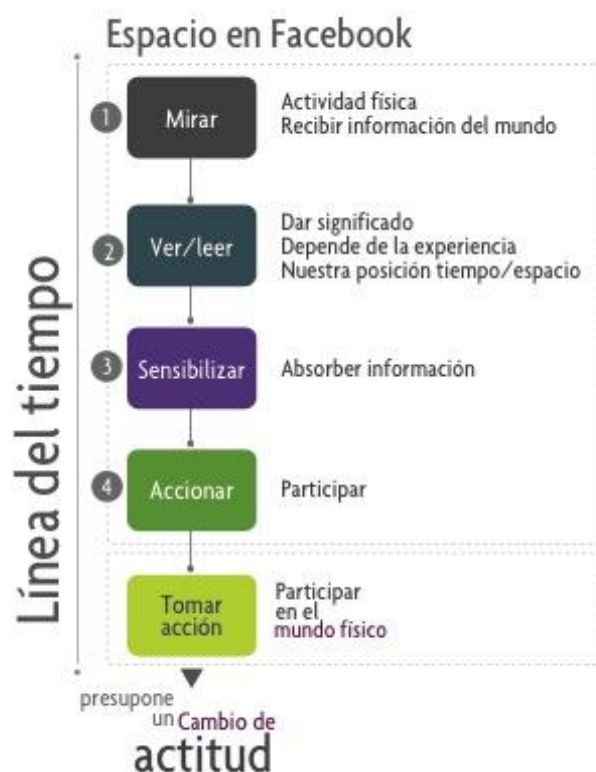 Espacio en Facebook
Línea del tiempo
1
Mirar
Actividad física
Recibir información del mundo
2
Ver/leer
Dar significado
Depende de la experiencia
Nuestra posición tiempo/espacio
3
Sensibilizar
Absorber información
4
Accionar
Participar
Tomar
acción
Participar
en el
mundo físico
presupone
un Cambio de
actitud